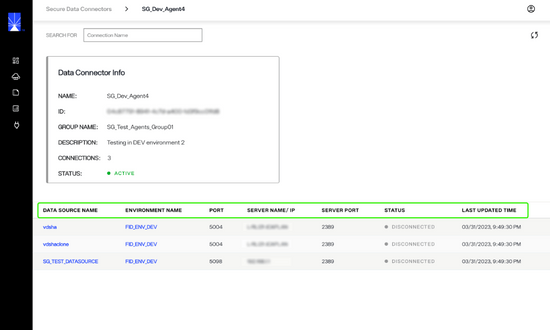 Secure Data Connectors > SG_Dev_Agent4
SEARCH FOR Connection Name
Data Connector Info
NAME: SG_Dev_Agent4
ID:
GROUP NAME: SG_Test_Agents_Group01
DESCRIPTION: Testing in DEV environment 2
CONNECTIONS: 3
STATUS: ACTIVE
DATA SOURCE NAME ENVIRONMENT NAME PORT SERVER NAME/ IP SERVER PORT STATUS LAST UPDATED TIME
vdsha FID_ENV_DEV 5004 2389 DISCONNECTED 03/31/2023, 9:49:30 PM
vdshaclone FID_ENV_DEV 5004 2389 DISCONNECTED 03/31/2023, 9:49:30 PM
SG_TEST_DATASOURCE FID_ENV_DEV 5098 2389 DISCONNECTED 03/31/2023, 9:49:30 PM